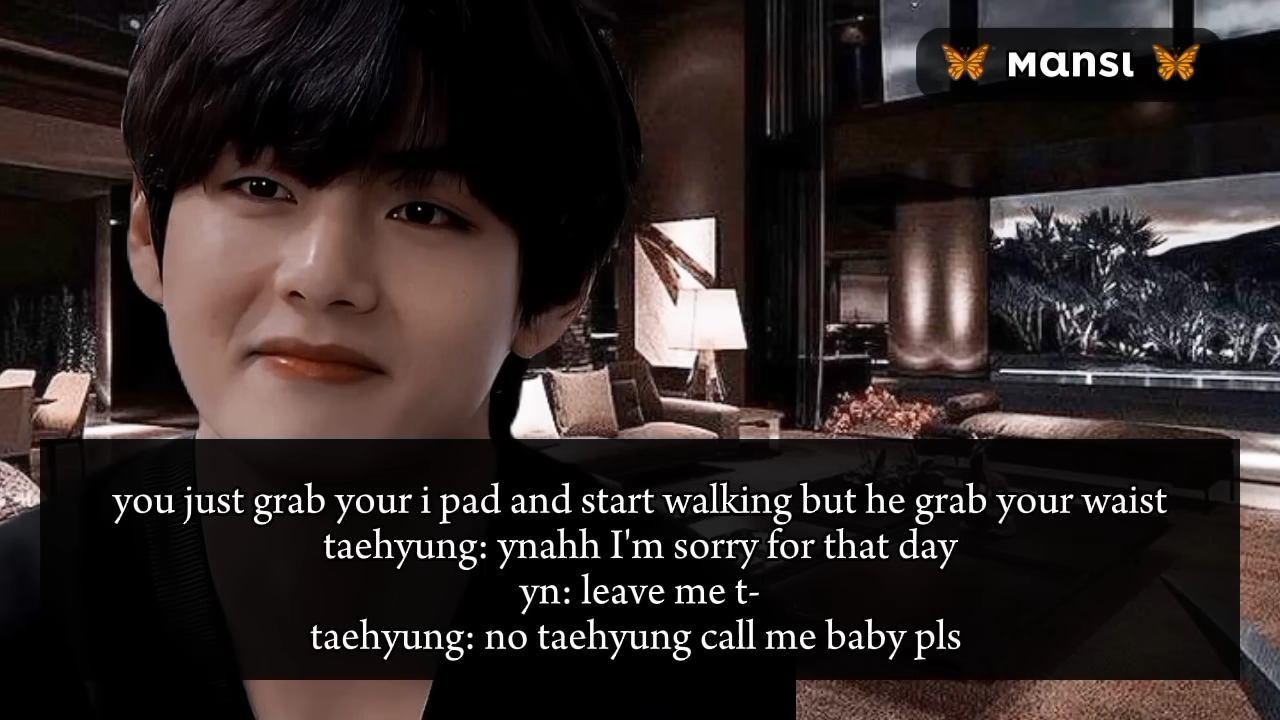 🦋 мαnsι 🦋
you just grab your i pad and start walking but he grab your waist
taehyung: ynahh I'm sorry for that day
yn: leave me t-
taehyung: no taehyung call me baby pls